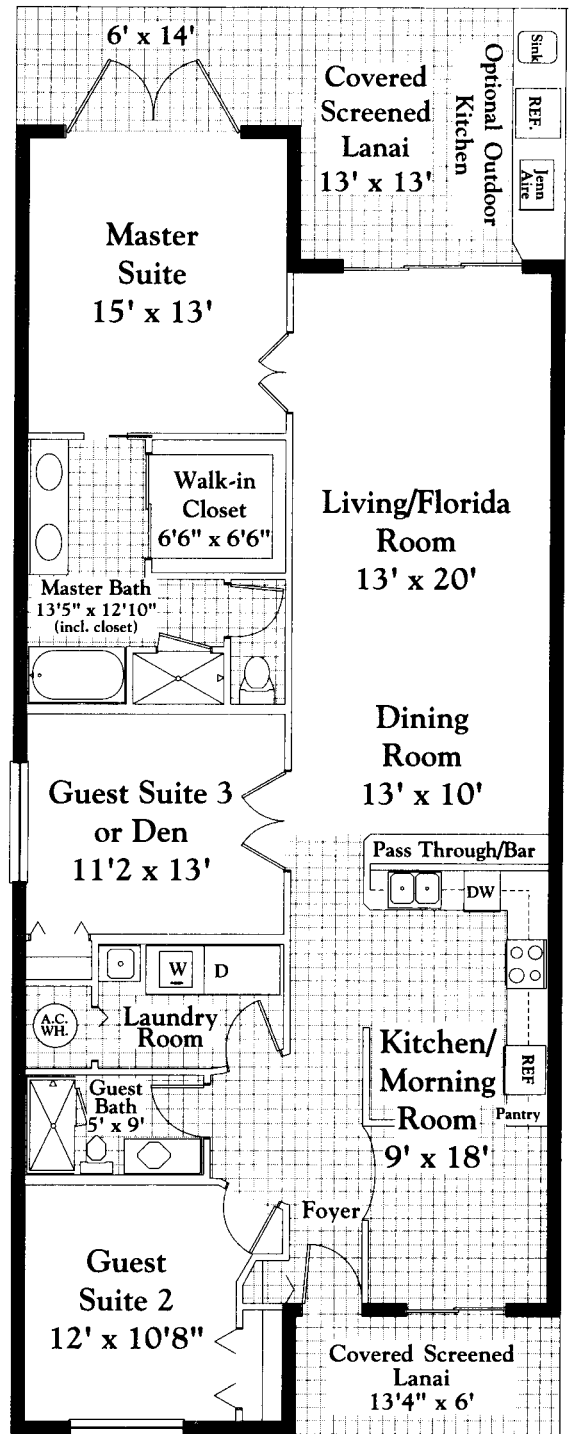 6' x 14'
Covered
Screened
Lanai
13' x 13'
Optional Outdoor
Kitchen
Sink
REF.
Jenn
Aire
Master
Suite
15' x 13'
Walk-in
Closet
6'6" x 6'6"
Living/Florida
Room
13' x 20'
Master Bath
13'5" x 12'10"
(incl. closet)
Dining
Room
13' x 10'
Guest Suite 3
or Den
11'2 x 13'
Pass Through/Bar
DW
W D
A.C.
WH.
Laundry
Room
Kitchen/
Morning
Room
9' x 18'
REF
Pantry
Guest
Bath
5' x 9'
Foyer
Guest
Suite 2
12' x 10'8"
Covered Screened
Lanai
13'4" x 6'